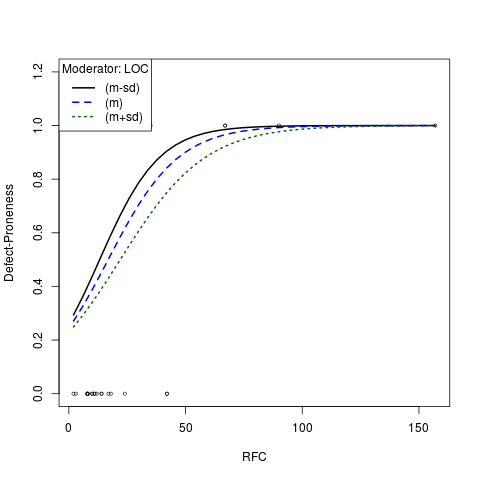 Moderator: LOC
(m-sd)
(m)
(m+sd)
1.2
1.0
0.8
0.6
0.4
0.2
0.0
Defect-Proneness
0 50 100 150
RFC